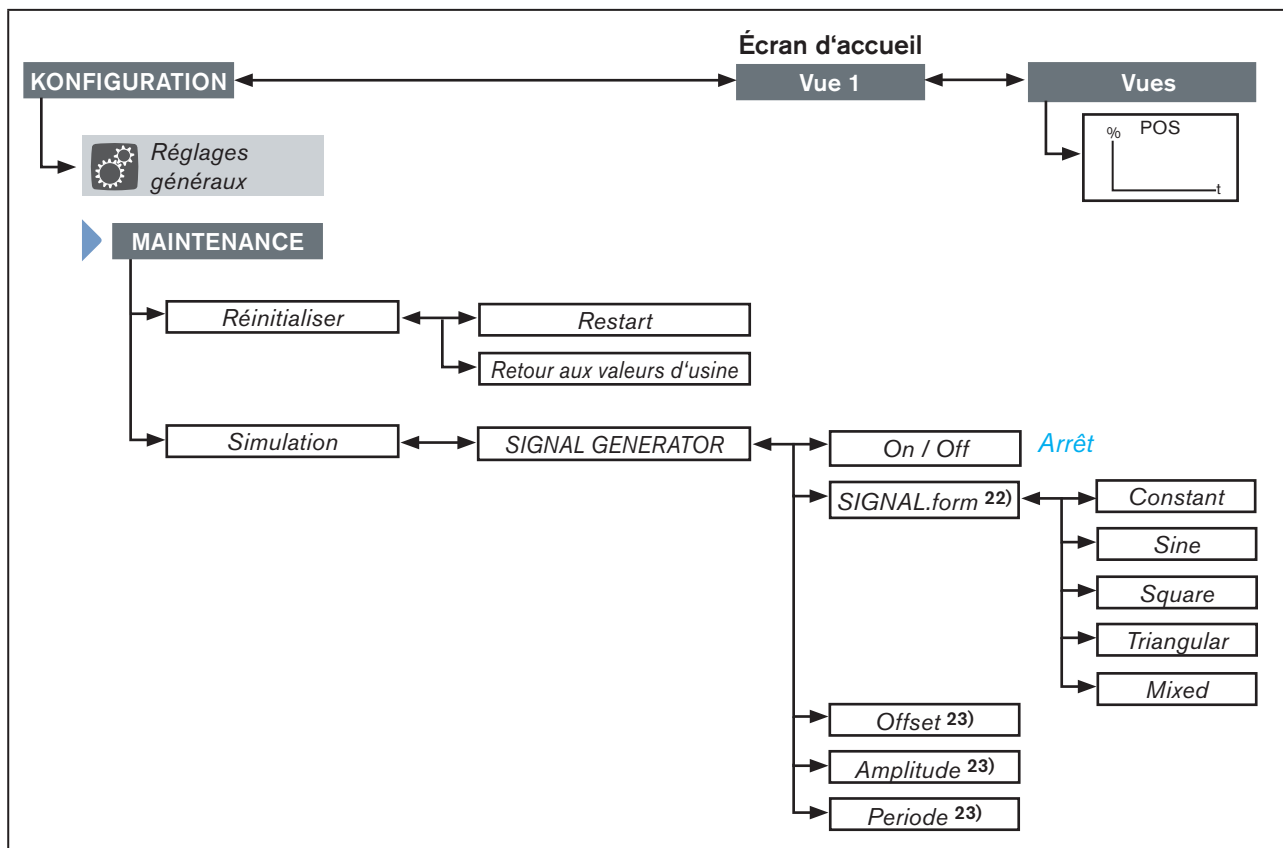 Écran d‘accueil
KONFIGURATION
Vue 1
Vues
Réglages
généraux
% POS
t
MAINTENANCE
Réinitialiser
Restart
Retour aux valeurs d‘usine
Simulation
SIGNAL GENERATOR
On / Off
Arrêt
SIGNAL.form 22)
Constant
Sine
Square
Triangular
Mixed
Offset 23)
Amplitude 23)
Periode 23)